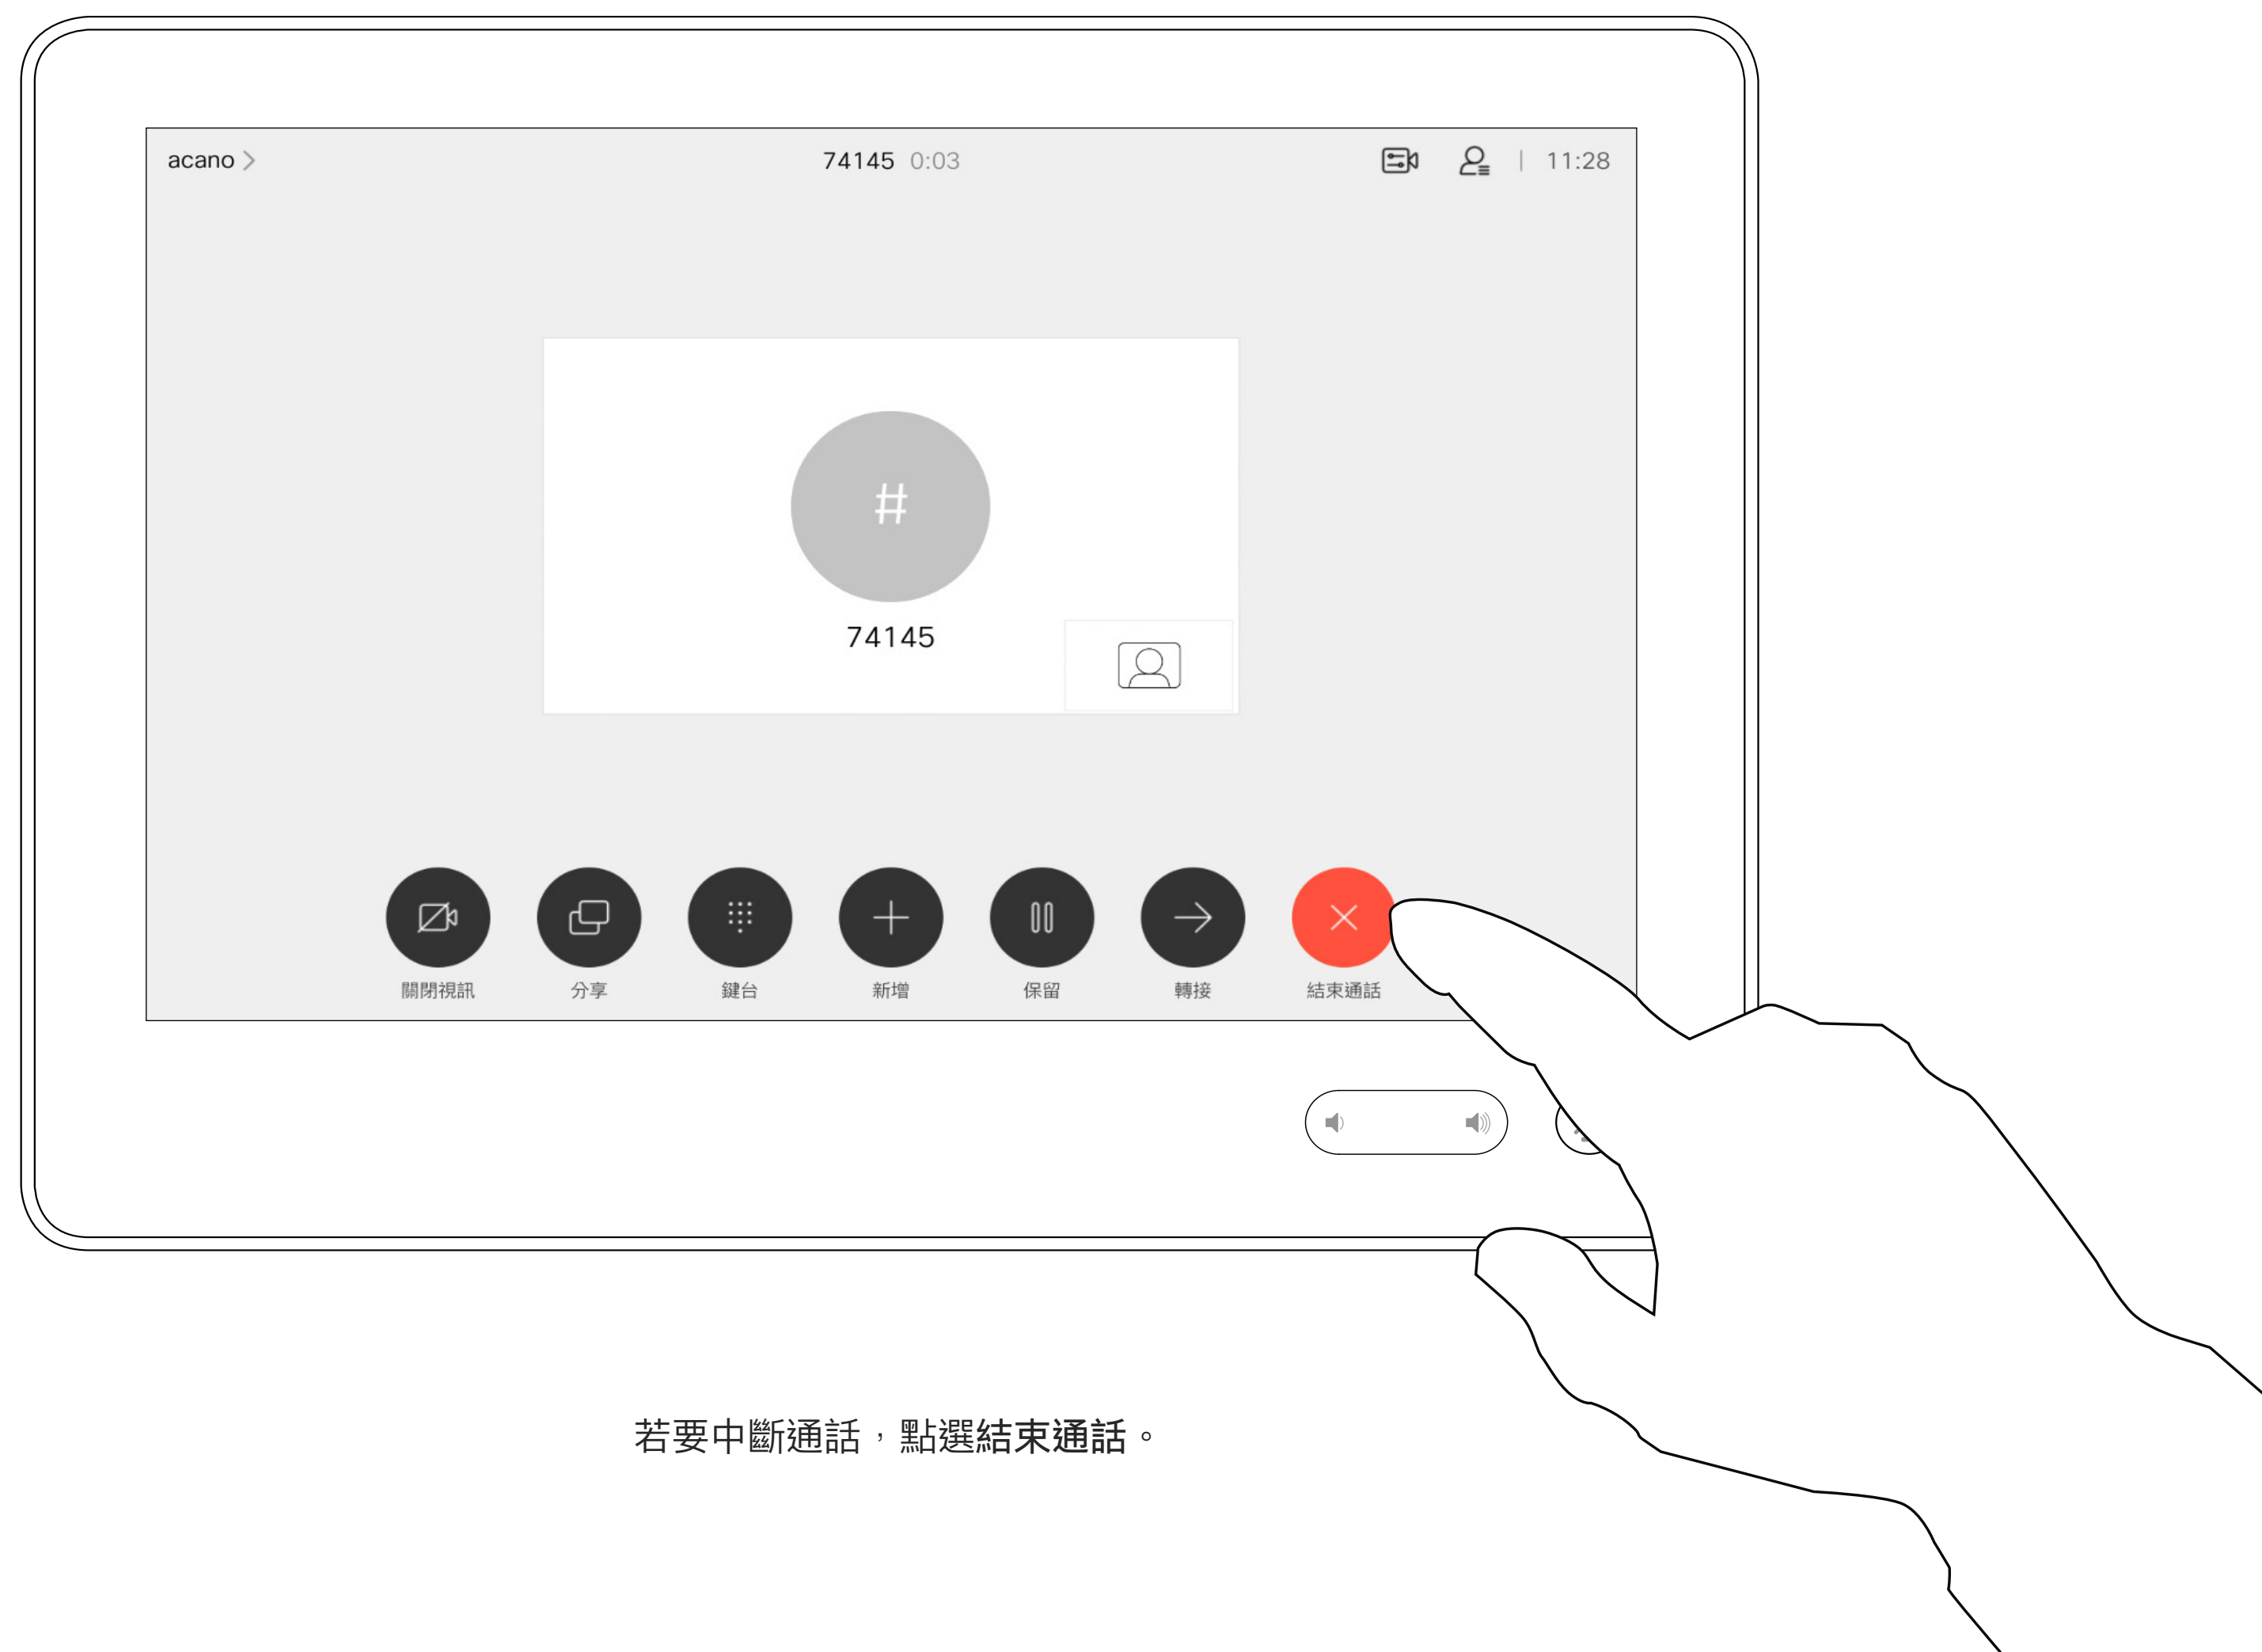 acano
74145 0:03
11:28
#
74145
關閉視訊
分享
鍵台
新增
保留
轉接
結束通話
若要中斷通話，點選結束通話。